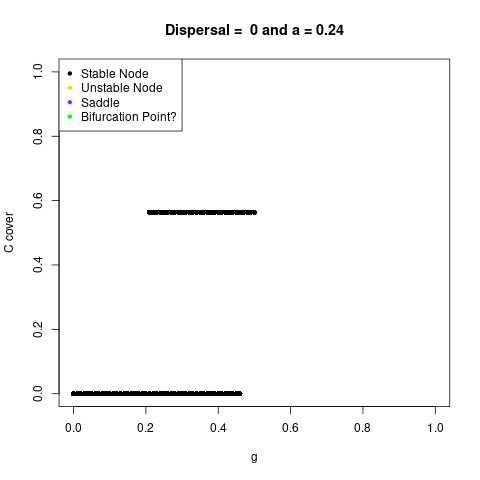 Dispersal =  0 and a = 0.24
Stable Node
Unstable Node
Saddle
Bifurcation Point?
C cover
1.0
0.8
0.6
0.4
0.2
0.0
0.0 0.2 0.4 0.6 0.8 1.0
g